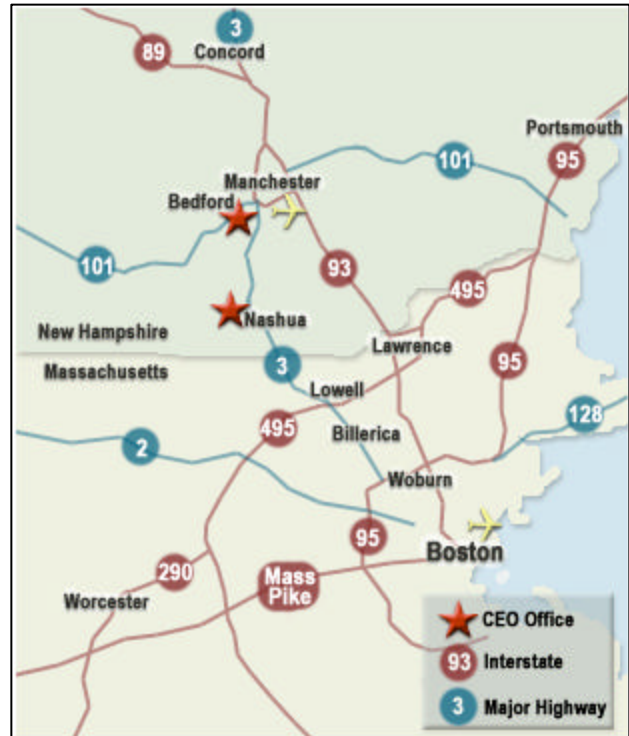 3
Concord
89
Portsmouth
101
95
Manchester
Bedford
101
93
495
Nashua
New Hampshire
Massachusetts
Lawrence
95
3
Lowell
128
495
Billerica
2
Woburn
95
Boston
290
Mass
Pike
Worcester
CEO Office
93 Interstate
3 Major Highway